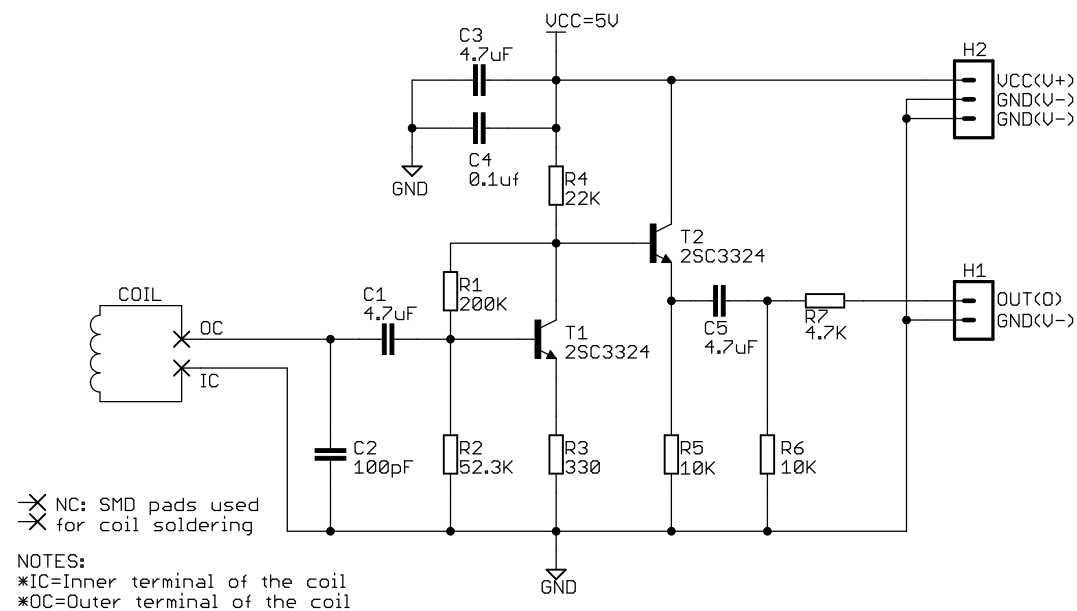 VCC=5V
C3
4.7uF
H2
VCC(V+)
GND(V-)
GND(V-)
C4
0.1uf
GND
R4
22K
T2
2SC3324
H1
OUT(O)
GND(V-)
COIL
OC
IC
C1
4.7uF
R1
200K
T1
2SC3324
C5
4.7uF
R7
4.7K
C2
100pF
R2
52.3K
R3
330
R5
10K
R6
10K
NC: SMD pads used
for coil soldering
GND
NOTES:
*IC=Inner terminal of the coil
*OC=Outer terminal of the coil